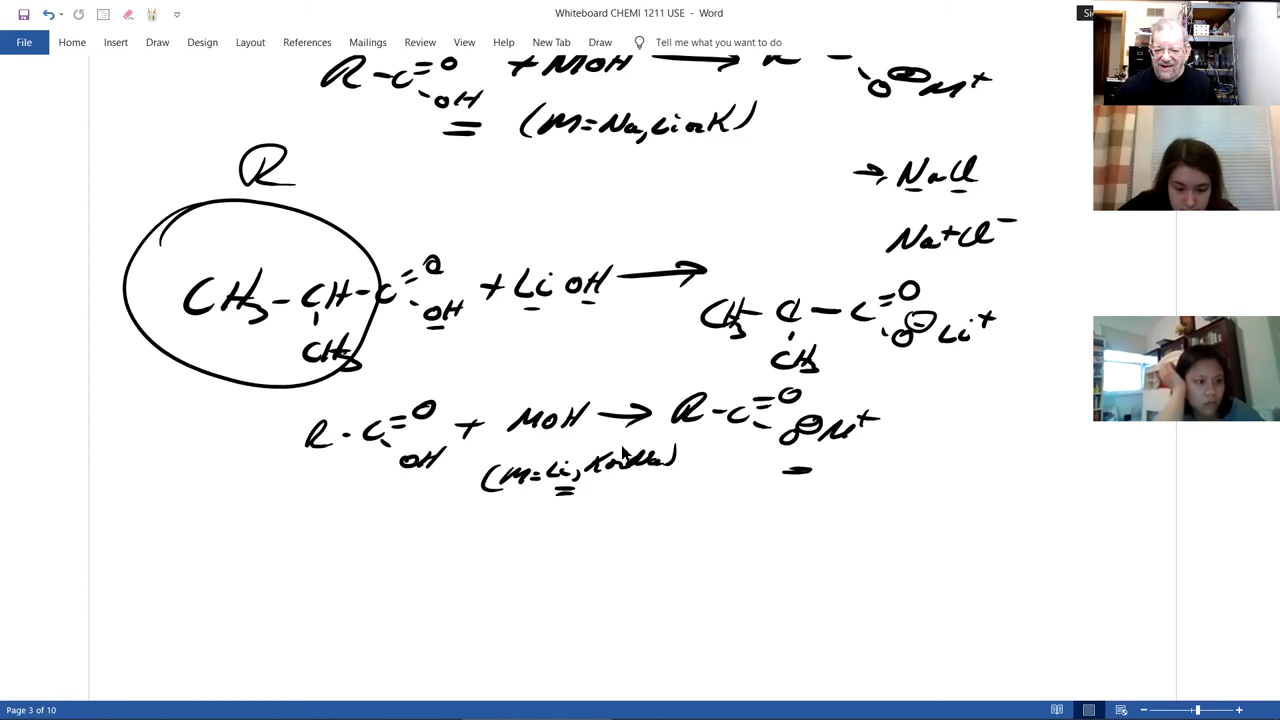 Whiteboard CHEMI 1211 USE - Word
Si
File Home Insert Draw Design Layout References Mailings Review View Help New Tab Draw Tell me what you want to do
R-C=O OH + MOH → O⊖M+
(M=Na, Li or K)
R
→ NaCl
Na+Cl-
CH3-CH-C=O OH + LiOH → CH3-C-C=O O⊖Li+
CH3 CH3
R-C=O OH + MOH → R-C=O O⊖M+
(M=Li, K or Na)
Page 3 of 10